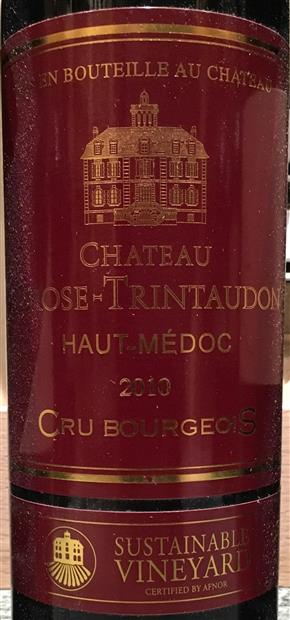 EN BOUTEILLE AU CHATEAU
CHATEAU
ROSE-TRINTAUDON
HAUT-MÉDOC
2010
CRU BOURGEOIS
SUSTAINABLE
VINEYARD
CERTIFIED BY AFNOR